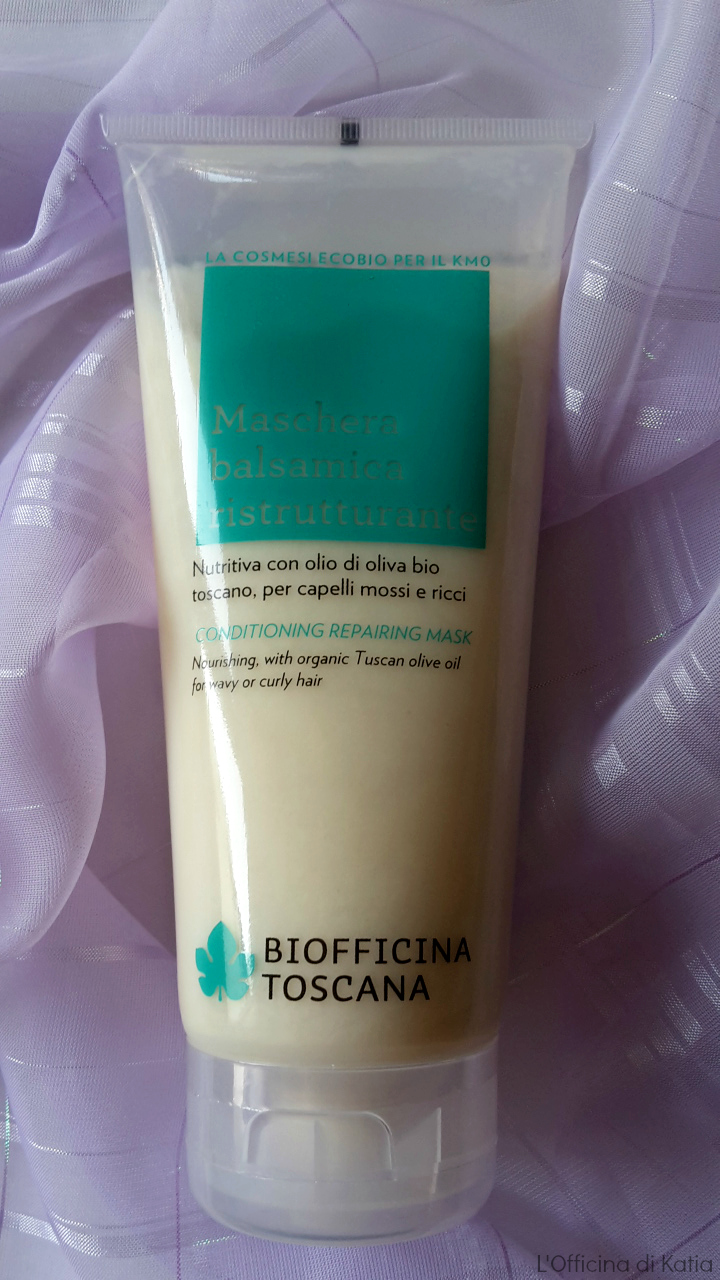 LA COSMESI ECOBIO PER IL KM0
Maschera
balsamica
ristrutturante
Nutritiva con olio di oliva bio
toscano, per capelli mossi e ricci
CONDITIONING REPAIRING MASK
Nourishing, with organic Tuscan olive oil
for wavy or curly hair
BIOFFICINA
TOSCANA
L'Officina di Katia